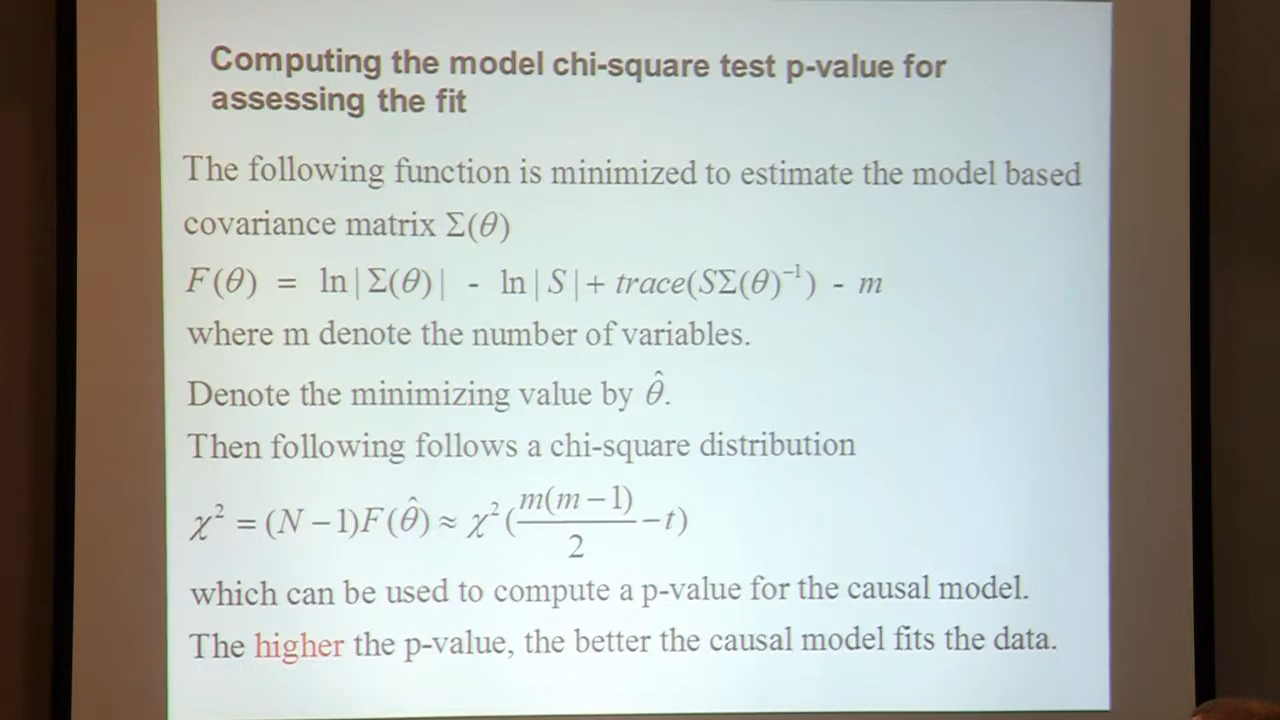 Computing the model chi-square test p-value for
assessing the fit
The following function is minimized to estimate the model based
covariance matrix Σ(θ)
F(θ) = ln|Σ(θ)| - ln|S|+ trace(SΣ(θ)⁻¹) - m
where m denote the number of variables.
Denote the minimizing value by θ̂.
Then following follows a chi-square distribution
χ² = (N−1)F(θ̂) ≈ χ²(m(m−1)/2 −t)
which can be used to compute a p-value for the causal model.
The higher the p-value, the better the causal model fits the data.